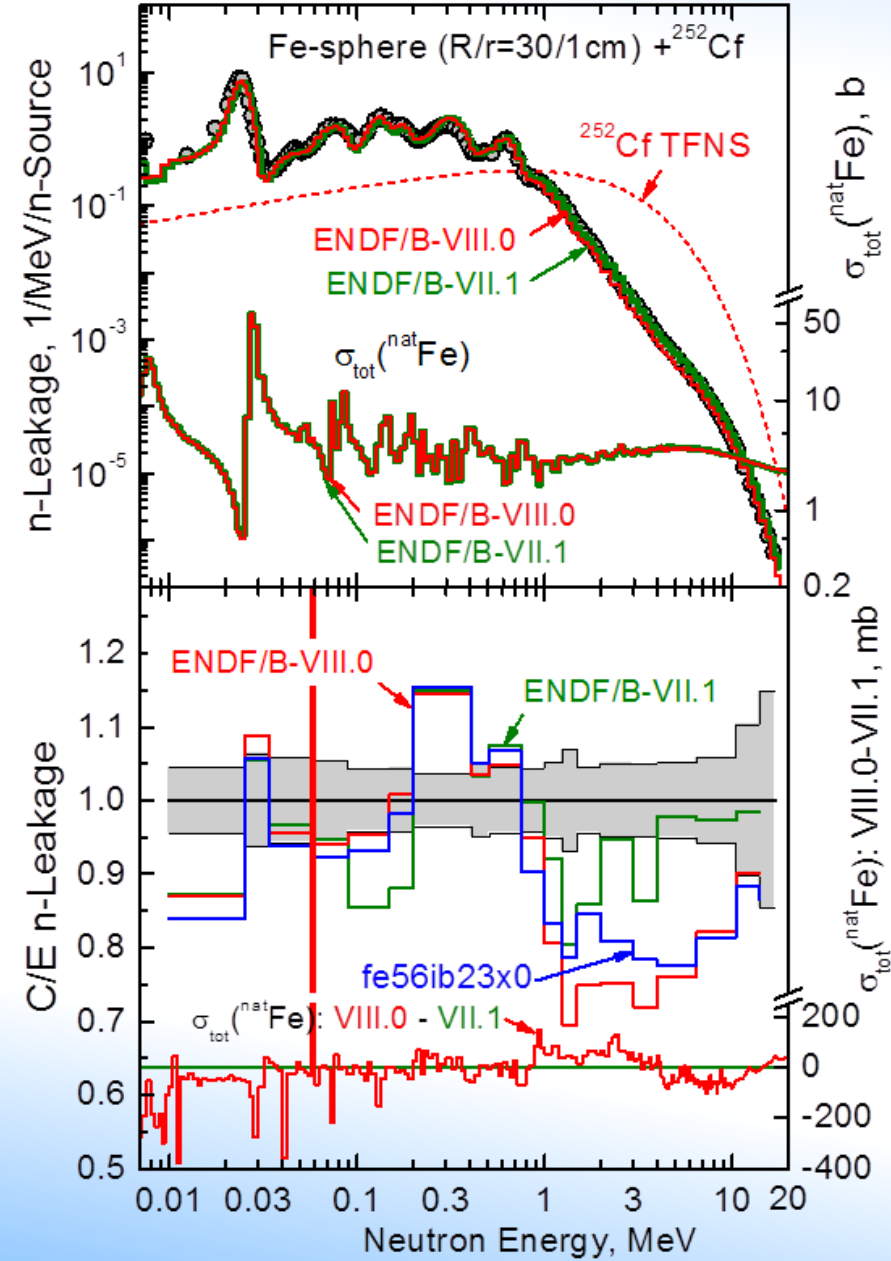 Fe-sphere (R/r=30/1cm) +²⁵²Cf
²⁵²Cf TFNS
ENDF/B-VIII.0
ENDF/B-VII.1
σ_tot(ⁿᵃᵗFe)
ENDF/B-VIII.0
ENDF/B-VII.1
n-Leakage, 1/MeV/n-Source
10¹
10⁻¹
10⁻³
10⁻⁵
σ_tot(ⁿᵃᵗFe), b
50
10
1
0.2
ENDF/B-VIII.0
ENDF/B-VII.1
fe56ib23x0
σ_tot(ⁿᵃᵗFe): VIII.0 - VII.1
C/E n-Leakage
1.2
1.1
1.0
0.9
0.8
0.7
0.6
0.5
σ_tot(ⁿᵃᵗFe): VIII.0-VII.1, mb
200
0
-200
-400
0.01 0.03 0.1 0.3 1 3 10 20
Neutron Energy, MeV